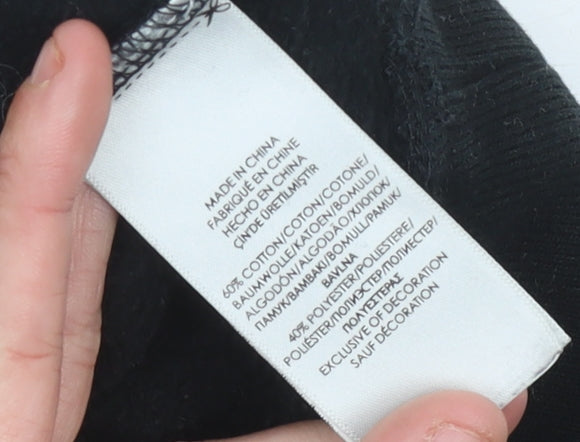 MADE IN CHINA
FABRIQUÉ EN CHINE
HECHO EN CHINA
ÇİN'DE ÜRETİLMİŞTİR
60% COTTON/COTON/COTONE/
BAUMWOLLE/KATOEN/BOMULD/
ALGODÓN/ALGODÃO/ΧΛΟΠΟΚ/
ПАМУК/ΒΑΜΒΑΚΙ/BOMULL/PAMUK/
BAVLNA
40% POLYESTER/POLIESTERE/
POLIÉSTER/ПОЛИЭСТЕР/ПОЛИЕСТЕР/
ΠΟΛΥΕΣΤΕΡΑΣ
EXCLUSIVE OF DECORATION
SAUF DÉCORATION